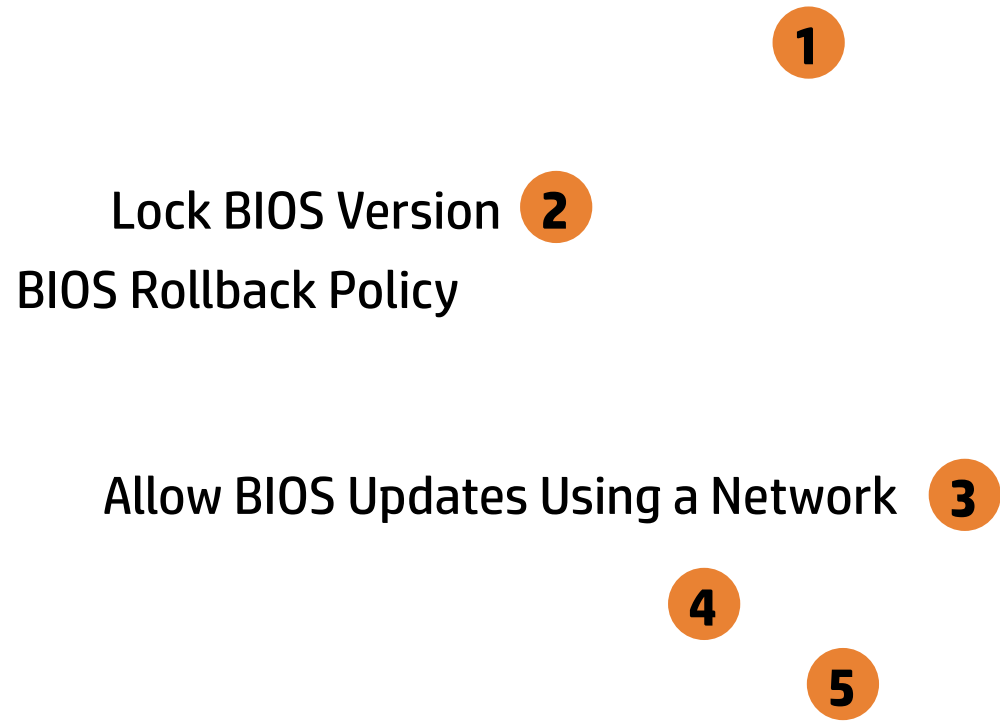 1
Lock BIOS Version 2
BIOS Rollback Policy
Allow BIOS Updates Using a Network 3
4
5